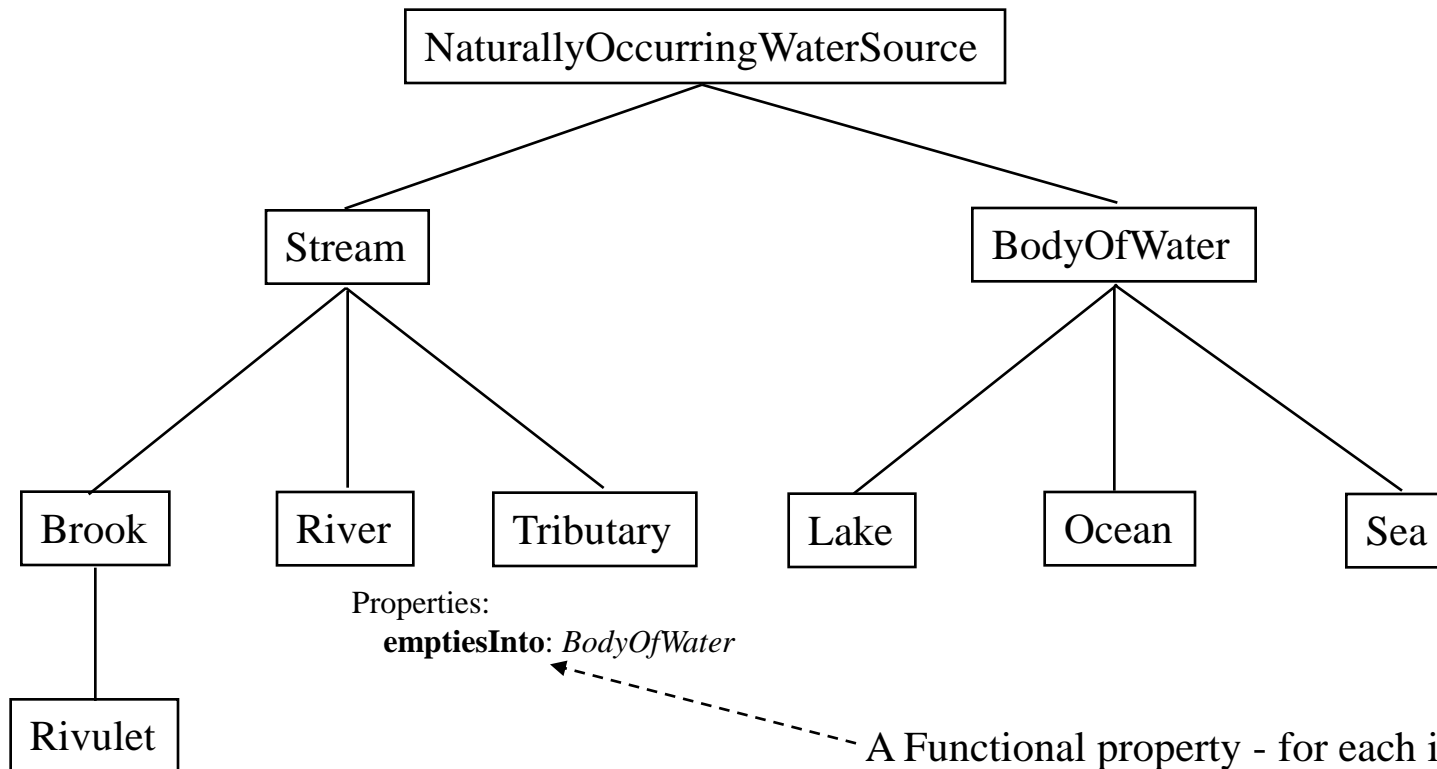 NaturallyOccurringWaterSource
Stream
BodyOfWater
Brook
River
Tributary
Lake
Ocean
Sea
Properties:
emptiesInto: BodyOfWater
Rivulet
A Functional property - for each i